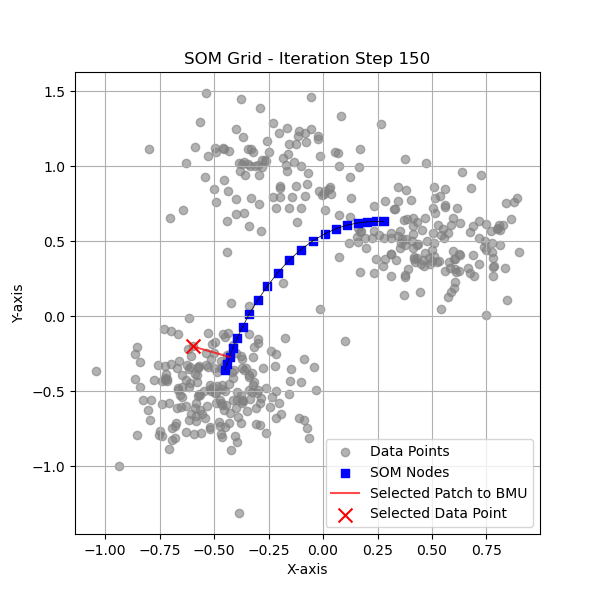 SOM Grid - Iteration Step 150
Y-axis
1.5
1.0
0.5
0.0
−0.5
−1.0
−1.00 −0.75 −0.50 −0.25 0.00 0.25 0.50 0.75
X-axis
Data Points
SOM Nodes
Selected Patch to BMU
Selected Data Point